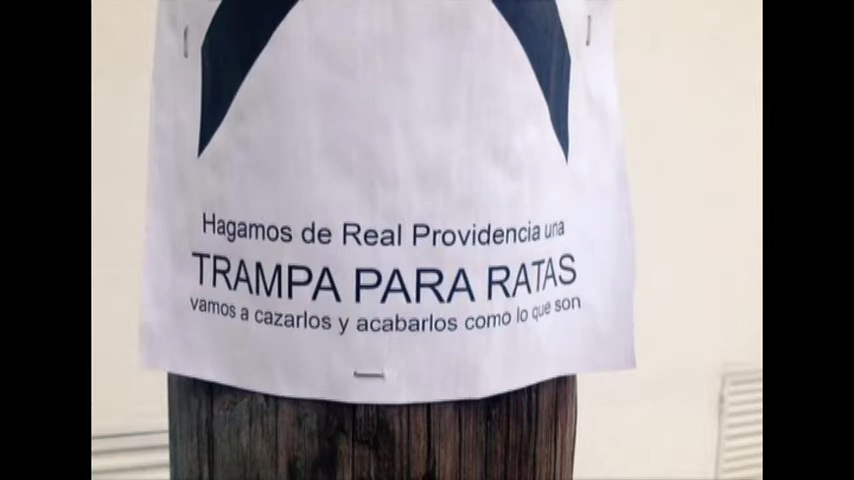 Hagamos de Real Providencia una
TRAMPA PARA RATAS
vamos a cazarlos y acabarlos como lo que son